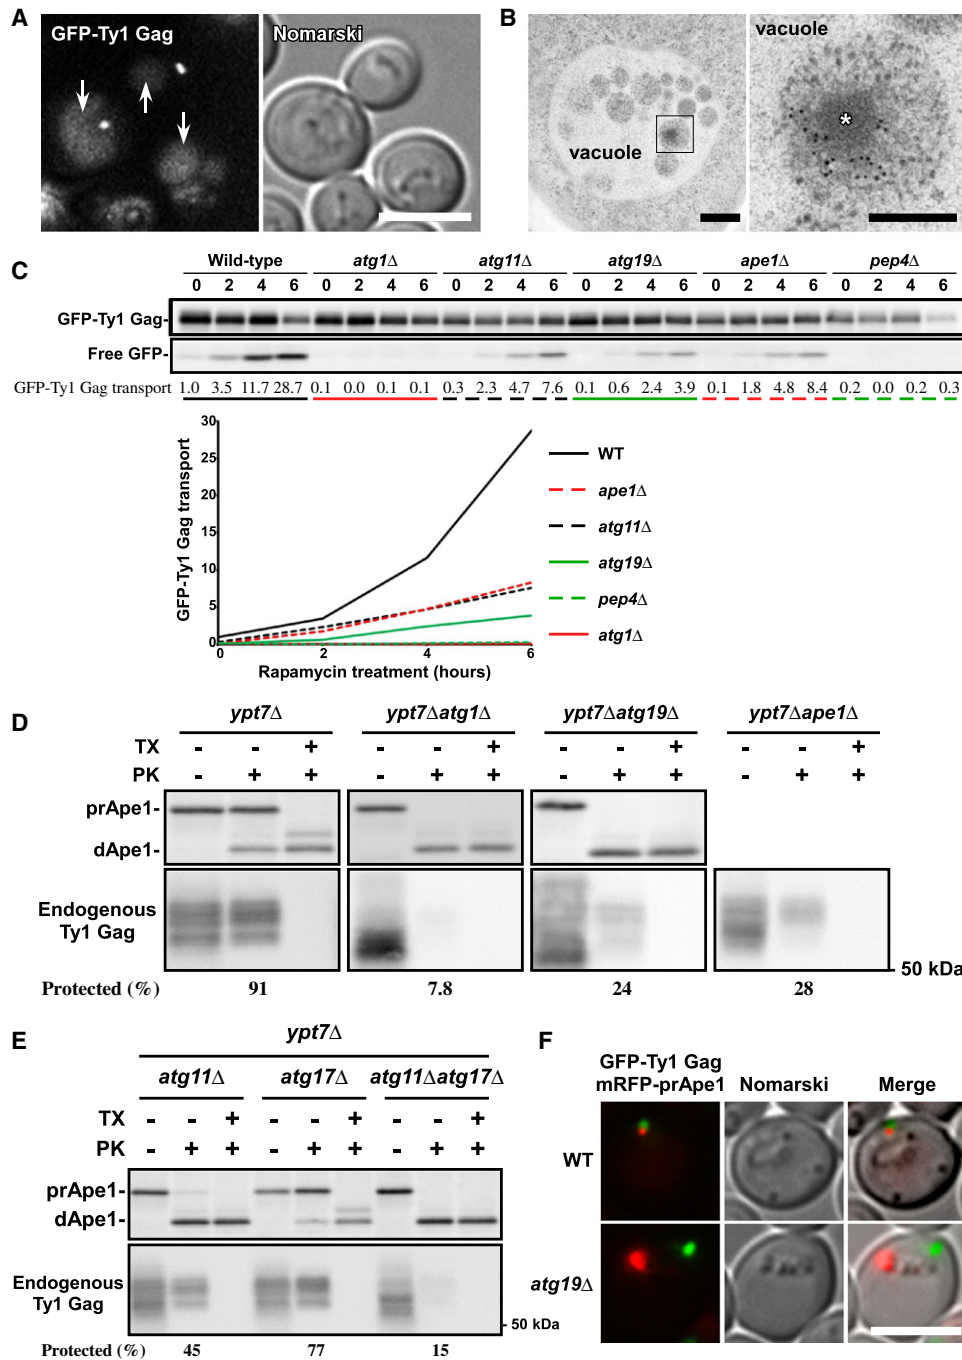 A
GFP-Ty1 Gag
Nomarski
B
vacuole
vacuole
*
C
Wild-type atg1Δ atg11Δ atg19Δ ape1Δ pep4Δ
0 2 4 6 0 2 4 6 0 2 4 6 0 2 4 6 0 2 4 6 0 2 4 6
GFP-Ty1 Gag-
Free GFP-
GFP-Ty1 Gag transport 1.0 3.5 11.7 28.7 0.1 0.0 0.1 0.1 0.3 2.3 4.7 7.6 0.1 0.6 2.4 3.9 0.1 1.8 4.8 8.4 0.2 0.0 0.2 0.3
GFP-Ty1 Gag transport
30
25
20
15
10
5
0
0 2 4 6
Rapamycin treatment (hours)
WT
ape1Δ
atg11Δ
atg19Δ
pep4Δ
atg1Δ
D
ypt7Δ ypt7Δatg1Δ ypt7Δatg19Δ ypt7Δape1Δ
TX - - + - - + - - + - - +
PK - + + - + + - + + - + +
prApe1-
dApe1-
Endogenous
Ty1 Gag
- 50 kDa
Protected (%) 91 7.8 24 28
E
ypt7Δ
atg11Δ atg17Δ atg11Δatg17Δ
TX - - + - - + - - +
PK - + + - + + - + +
prApe1-
dApe1-
Endogenous
Ty1 Gag
- 50 kDa
Protected (%) 45 77 15
F
GFP-Ty1 Gag
mRFP-prApe1 Nomarski Merge
WT
atg19Δ